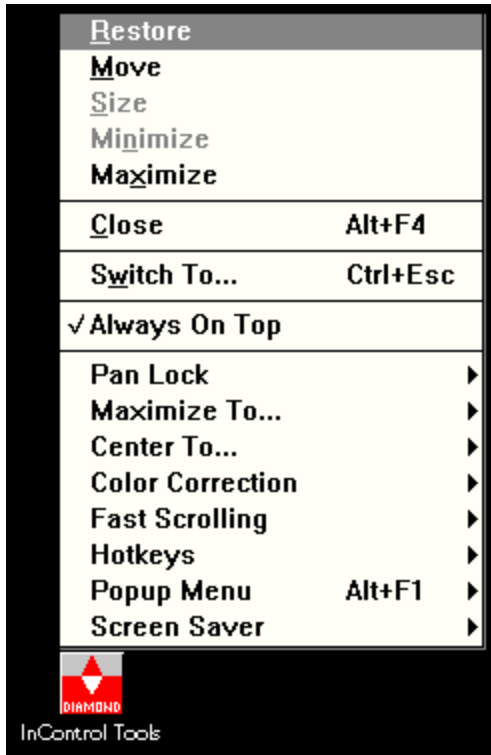 Restore
Move
Size
Minimize
Maximize
Close Alt+F4
Switch To... Ctrl+Esc
√ Always On Top
Pan Lock
Maximize To...
Center To...
Color Correction
Fast Scrolling
Hotkeys
Popup Menu Alt+F1
Screen Saver
DIAMOND
InControl Tools